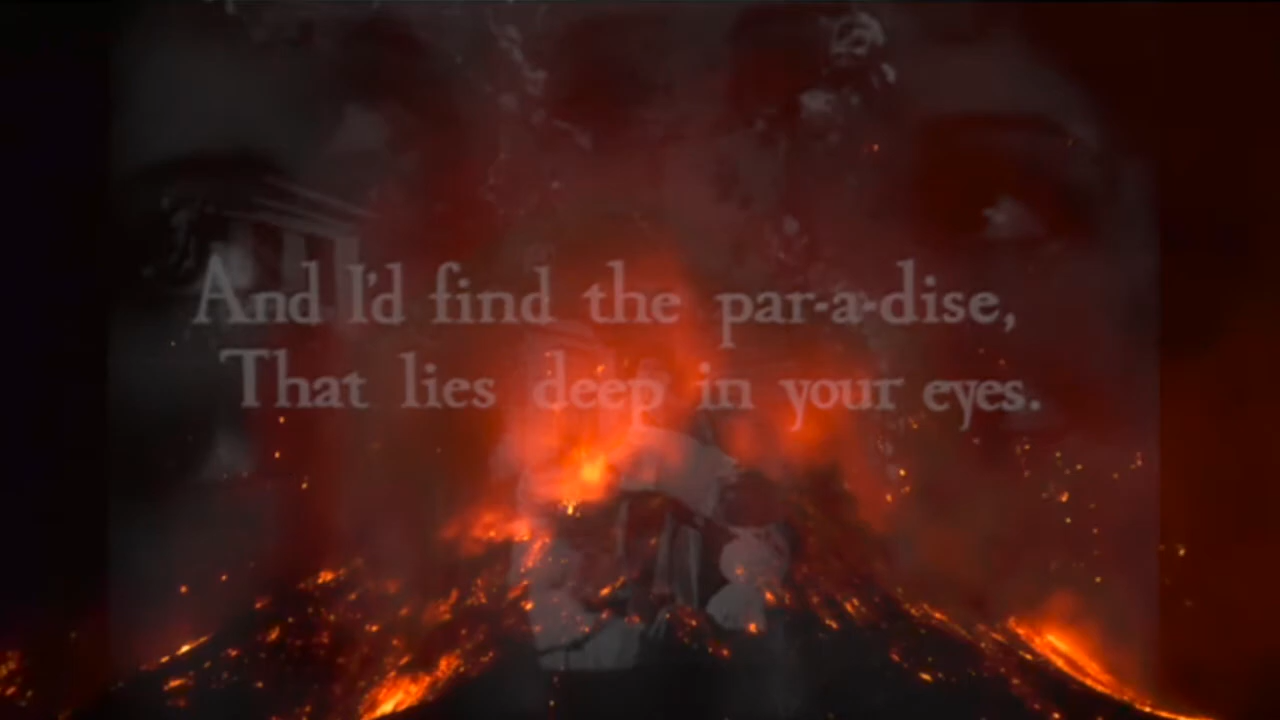 And I'd find the par-a-dise,
That lies deep in your eyes.